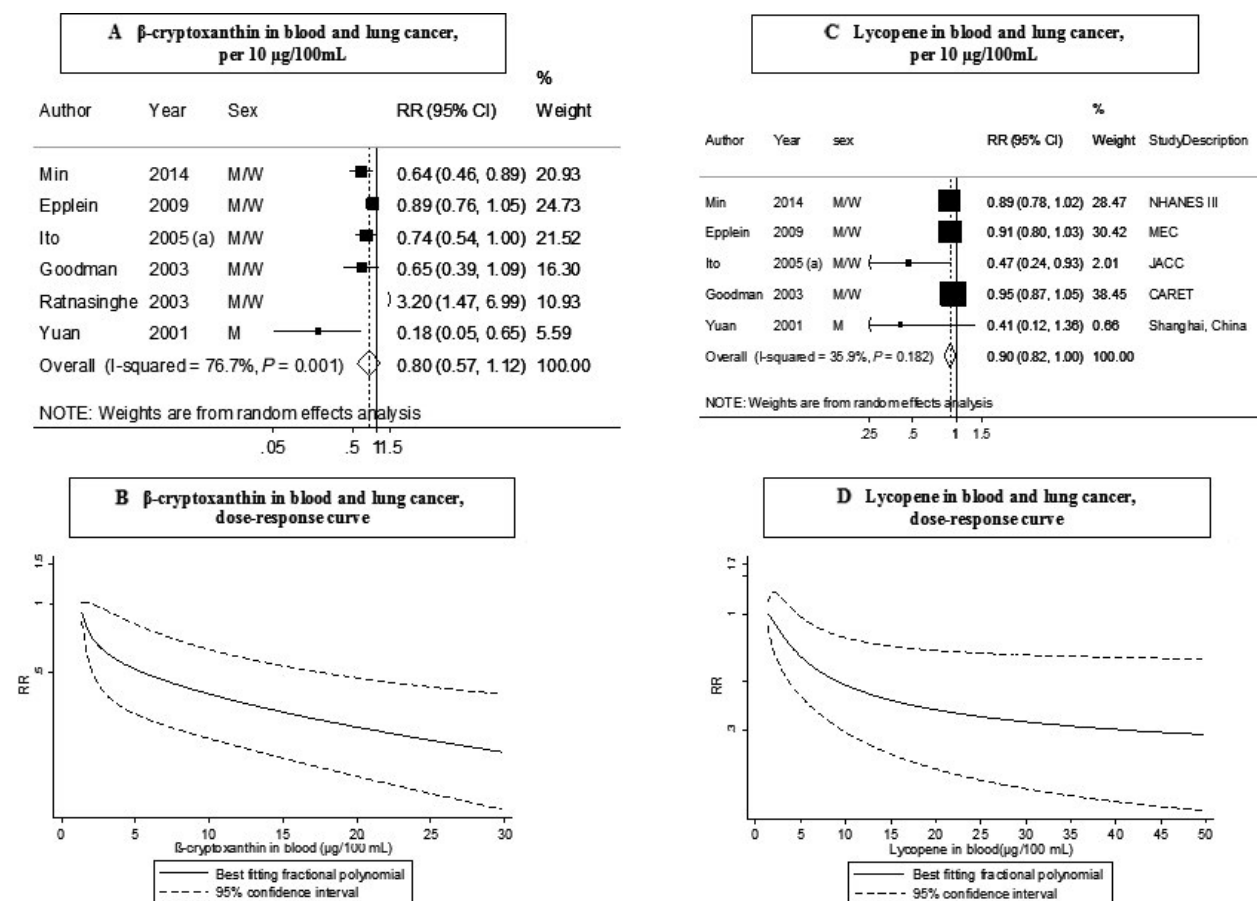 A β-cryptoxanthin in blood and lung cancer,
per 10 µg/100mL
%
Author Year Sex RR (95% CI) Weight
Min 2014 M/W 0.64 (0.46, 0.89) 20.93
Epplein 2009 M/W 0.89 (0.76, 1.05) 24.73
Ito 2005 (a) M/W 0.74 (0.54, 1.00) 21.52
Goodman 2003 M/W 0.65 (0.39, 1.09) 16.30
Ratnasinghe 2003 M/W 3.20 (1.47, 6.99) 10.93
Yuan 2001 M 0.18 (0.05, 0.65) 5.59
Overall (I-squared = 76.7%, P = 0.001) 0.80 (0.57, 1.12) 100.00
NOTE: Weights are from random effects analysis
.05 .5 1 1.5
C Lycopene in blood and lung cancer,
per 10 µg/100mL
%
Author Year sex RR (95% CI) Weight StudyDescription
Min 2014 M/W 0.89 (0.78, 1.02) 28.47 NHANES III
Epplein 2009 M/W 0.91 (0.80, 1.03) 30.42 MEC
Ito 2005 (a) M/W 0.47 (0.24, 0.93) 2.01 JACC
Goodman 2003 M/W 0.95 (0.87, 1.05) 38.45 CARET
Yuan 2001 M 0.41 (0.12, 1.36) 0.66 Shanghai, China
Overall (I-squared = 35.9%, P = 0.182) 0.90 (0.82, 1.00) 100.00
NOTE: Weights are from random effects analysis
.25 .5 1 1.5
B β-cryptoxanthin in blood and lung cancer,
dose-response curve
1.5
1
.5
RR
0 5 10 15 20 25 30
ß-cryptoxanthin in blood (µg/100 mL)
Best fitting fractional polynomial
95% confidence interval
D Lycopene in blood and lung cancer,
dose-response curve
1
.3
RR
0 5 10 15 20 25 30 35 40 45 50
Lycopene in blood(µg/100 mL)
Best fitting fractional polynomial
95% confidence interval